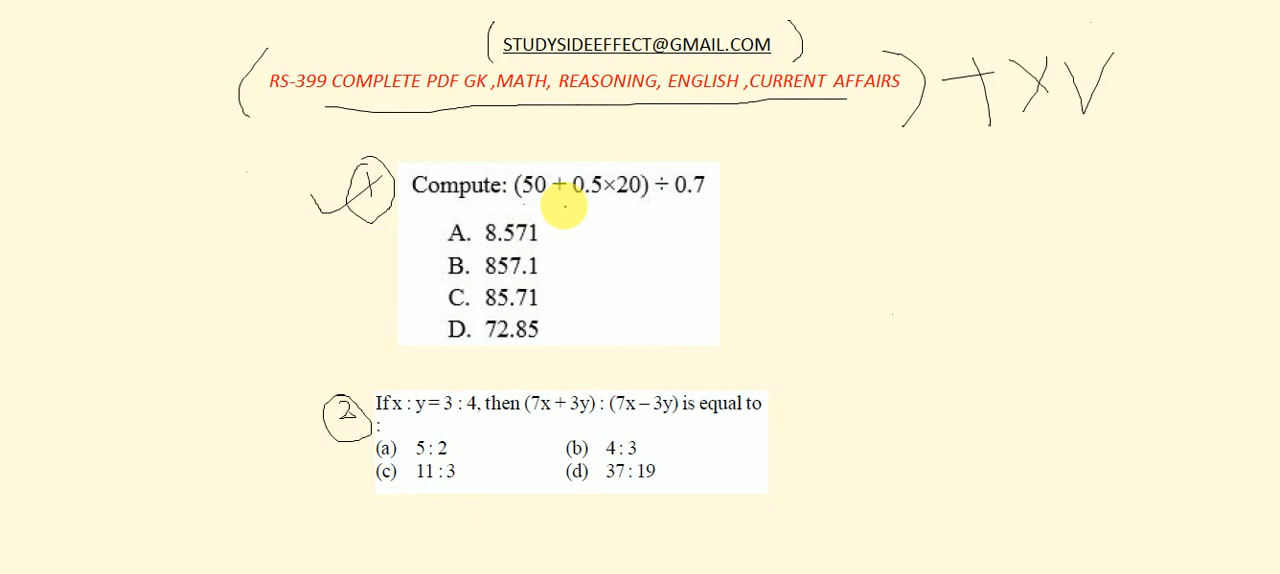 STUDYSIDEEFFECT@GMAIL.COM
RS-399 COMPLETE PDF GK ,MATH, REASONING, ENGLISH ,CURRENT AFFAIRS
Compute: (50 + 0.5×20) ÷ 0.7
A. 8.571
B. 857.1
C. 85.71
D. 72.85
2
If x : y = 3 : 4, then (7x + 3y) : (7x – 3y) is equal to
:
(a) 5 : 2 (b) 4 : 3
(c) 11 : 3 (d) 37 : 19